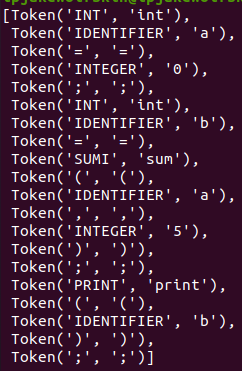 [Token('INT', 'int'),
Token('IDENTIFIER', 'a'),
Token('=', '='),
Token('INTEGER', '0'),
Token(';', ';'),
Token('INT', 'int'),
Token('IDENTIFIER', 'b'),
Token('=', '='),
Token('SUMI', 'sum'),
Token('(', '('),
Token('IDENTIFIER', 'a'),
Token(',', ','),
Token('INTEGER', '5'),
Token(')', ')'),
Token(';', ';'),
Token('PRINT', 'print'),
Token('(', '('),
Token('IDENTIFIER', 'b'),
Token(')', ')'),
Token(';', ';')]